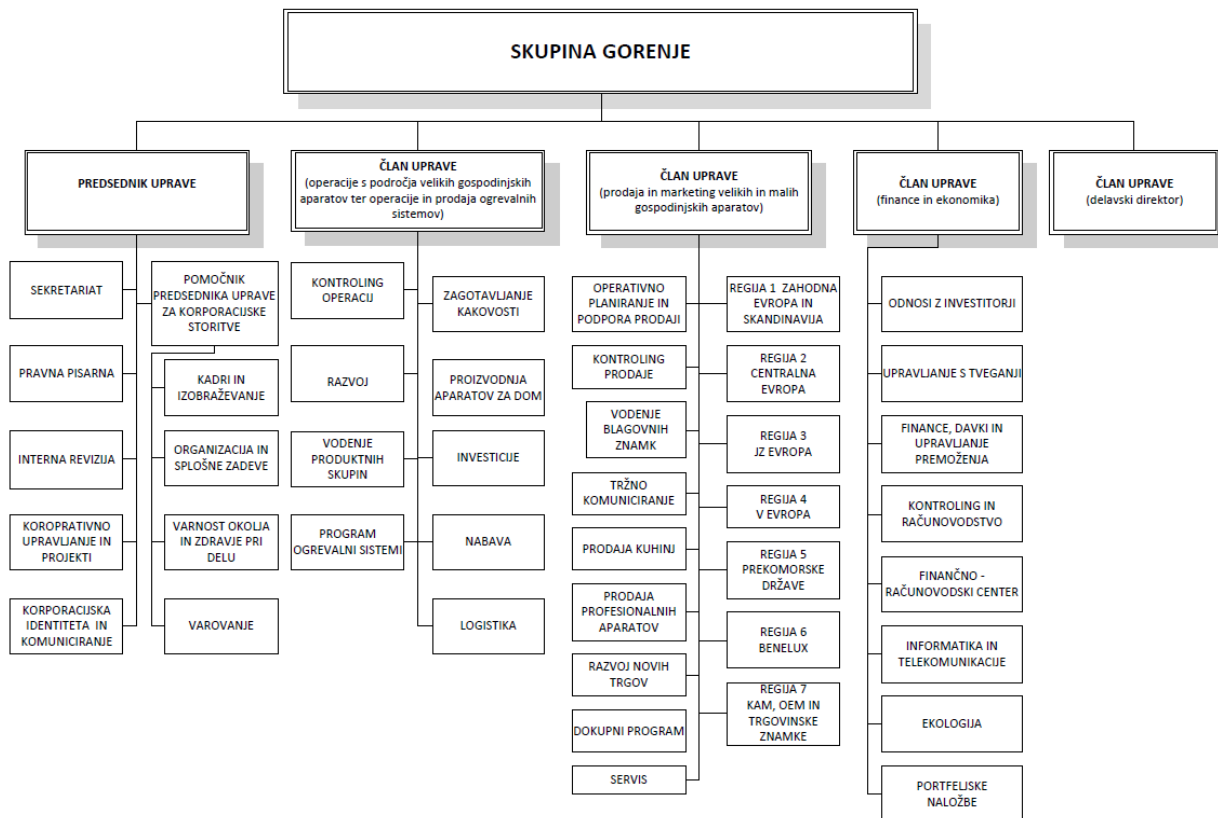 SKUPINA GORENJE
PREDSEDNIK UPRAVE
ČLAN UPRAVE
(operacije s področja velikih gospodinjskih
aparatov ter operacije in prodaja ogrevalnih
sistemov)
ČLAN UPRAVE
(prodaja in marketing velikih in malih
gospodinjskih aparatov)
ČLAN UPRAVE
(finance in ekonomika)
ČLAN UPRAVE
(delavski direktor)
SEKRETARIAT
PRAVNA PISARNA
INTERNA REVIZIJA
KOROPRATIVNO
UPRAVLJANJE IN
PROJEKTI
KORPORACIJSKA
IDENTITETA IN
KOMUNICIRANJE
POMOČNIK
PREDSEDNIKA UPRAVE
ZA KORPORACIJSKE
STORITVE
KADRI IN
IZOBRAŽEVANJE
ORGANIZACIJA IN
SPLOŠNE ZADEVE
VARNOST OKOLJA
IN ZDRAVJE PRI
DELU
VAROVANJE
KONTROLING
OPERACIJ
RAZVOJ
VODENJE
PRODUKTNIH
SKUPIN
PROGRAM
OGREVALNI SISTEMI
ZAGOTAVLJANJE
KAKOVOSTI
PROIZVODNJA
APARATOV ZA DOM
INVESTICIJE
NABAVA
LOGISTIKA
OPERATIVNO
PLANIRANJE IN
PODPORA PRODAJI
KONTROLING
PRODAJE
VODENJE
BLAGOVNIH
ZNAMK
TRŽNO
KOMUNICIRANJE
PRODAJA KUHINJ
PRODAJA
PROFESIONALNIH
APARATOV
RAZVOJ NOVIH
TRGOV
DOKUPNI PROGRAM
SERVIS
REGIJA 1 ZAHODNA
EVROPA IN
SKANDINAVIJA
REGIJA 2
CENTRALNA
EVROPA
REGIJA 3
JZ EVROPA
REGIJA 4
V EVROPA
REGIJA 5
PREKOMORSKE
DRŽAVE
REGIJA 6
BENELUX
REGIJA 7
KAM, OEM IN
TRGOVINSKE
ZNAMKE
ODNOSI Z INVESTITORJI
UPRAVLJANJE S TVEGANJI
FINANCE, DAVKI IN
UPRAVLJANJE
PREMOŽENJA
KONTROLING IN
RAČUNOVODSTVO
FINANČNO -
RAČUNOVODSKI CENTER
INFORMATIKA IN
TELEKOMUNIKACIJE
EKOLOGIJA
PORTFELJSKE
NALOŽBE